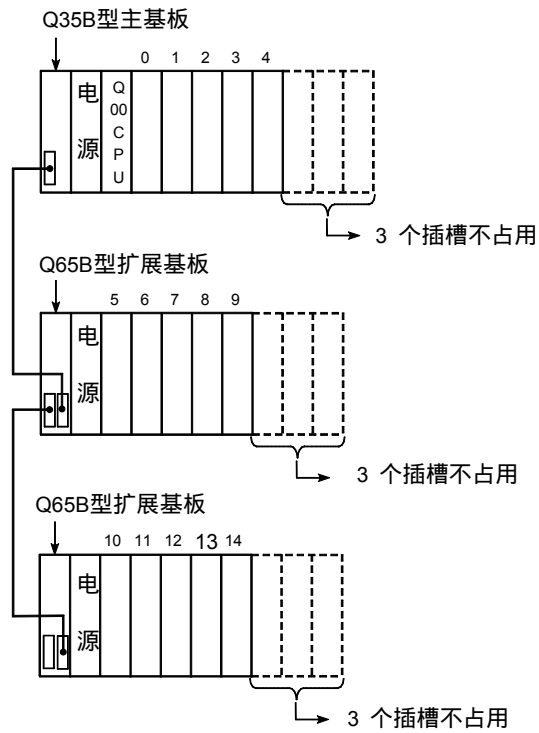 Q35B型主基板
0 1 2 3 4
电源
Q00CPU
3 个插槽不占用
Q65B型扩展基板
5 6 7 8 9
电源
3 个插槽不占用
Q65B型扩展基板
10 11 12 13 14
电源
3 个插槽不占用